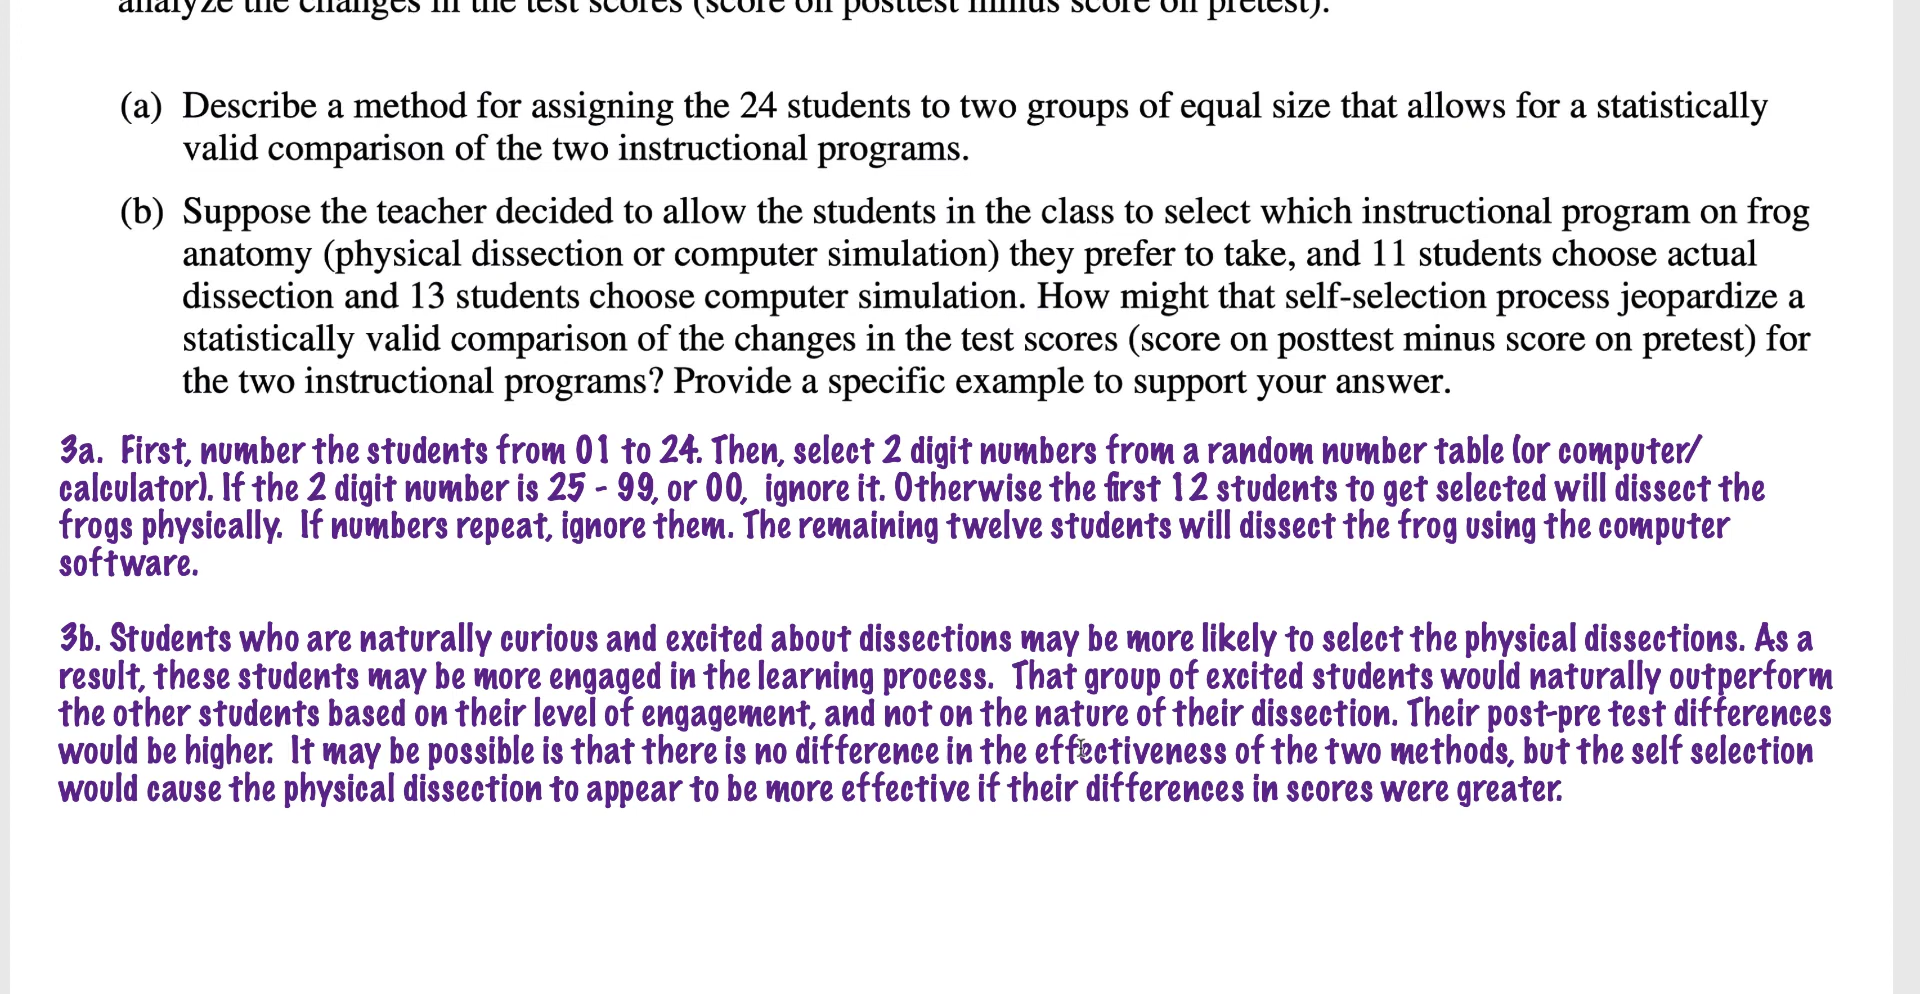 analyze the changes in the test scores (score on posttest minus score on pretest).
(a) Describe a method for assigning the 24 students to two groups of equal size that allows for a statistically
valid comparison of the two instructional programs.
(b) Suppose the teacher decided to allow the students in the class to select which instructional program on frog
anatomy (physical dissection or computer simulation) they prefer to take, and 11 students choose actual
dissection and 13 students choose computer simulation. How might that self-selection process jeopardize a
statistically valid comparison of the changes in the test scores (score on posttest minus score on pretest) for
the two instructional programs? Provide a specific example to support your answer.
3a. First, number the students from 01 to 24. Then, select 2 digit numbers from a random number table (or computer/
calculator). If the 2 digit number is 25 - 99, or 00, ignore it. Otherwise the first 12 students to get selected will dissect the
frogs physically. If numbers repeat, ignore them. The remaining twelve students will dissect the frog using the computer
software.
3b. Students who are naturally curious and excited about dissections may be more likely to select the physical dissections. As a
result, these students may be more engaged in the learning process. That group of excited students would naturally outperform
the other students based on their level of engagement, and not on the nature of their dissection. Their post-pre test differences
would be higher. It may be possible is that there is no difference in the effectiveness of the two methods, but the self selection
would cause the physical dissection to appear to be more effective if their differences in scores were greater.